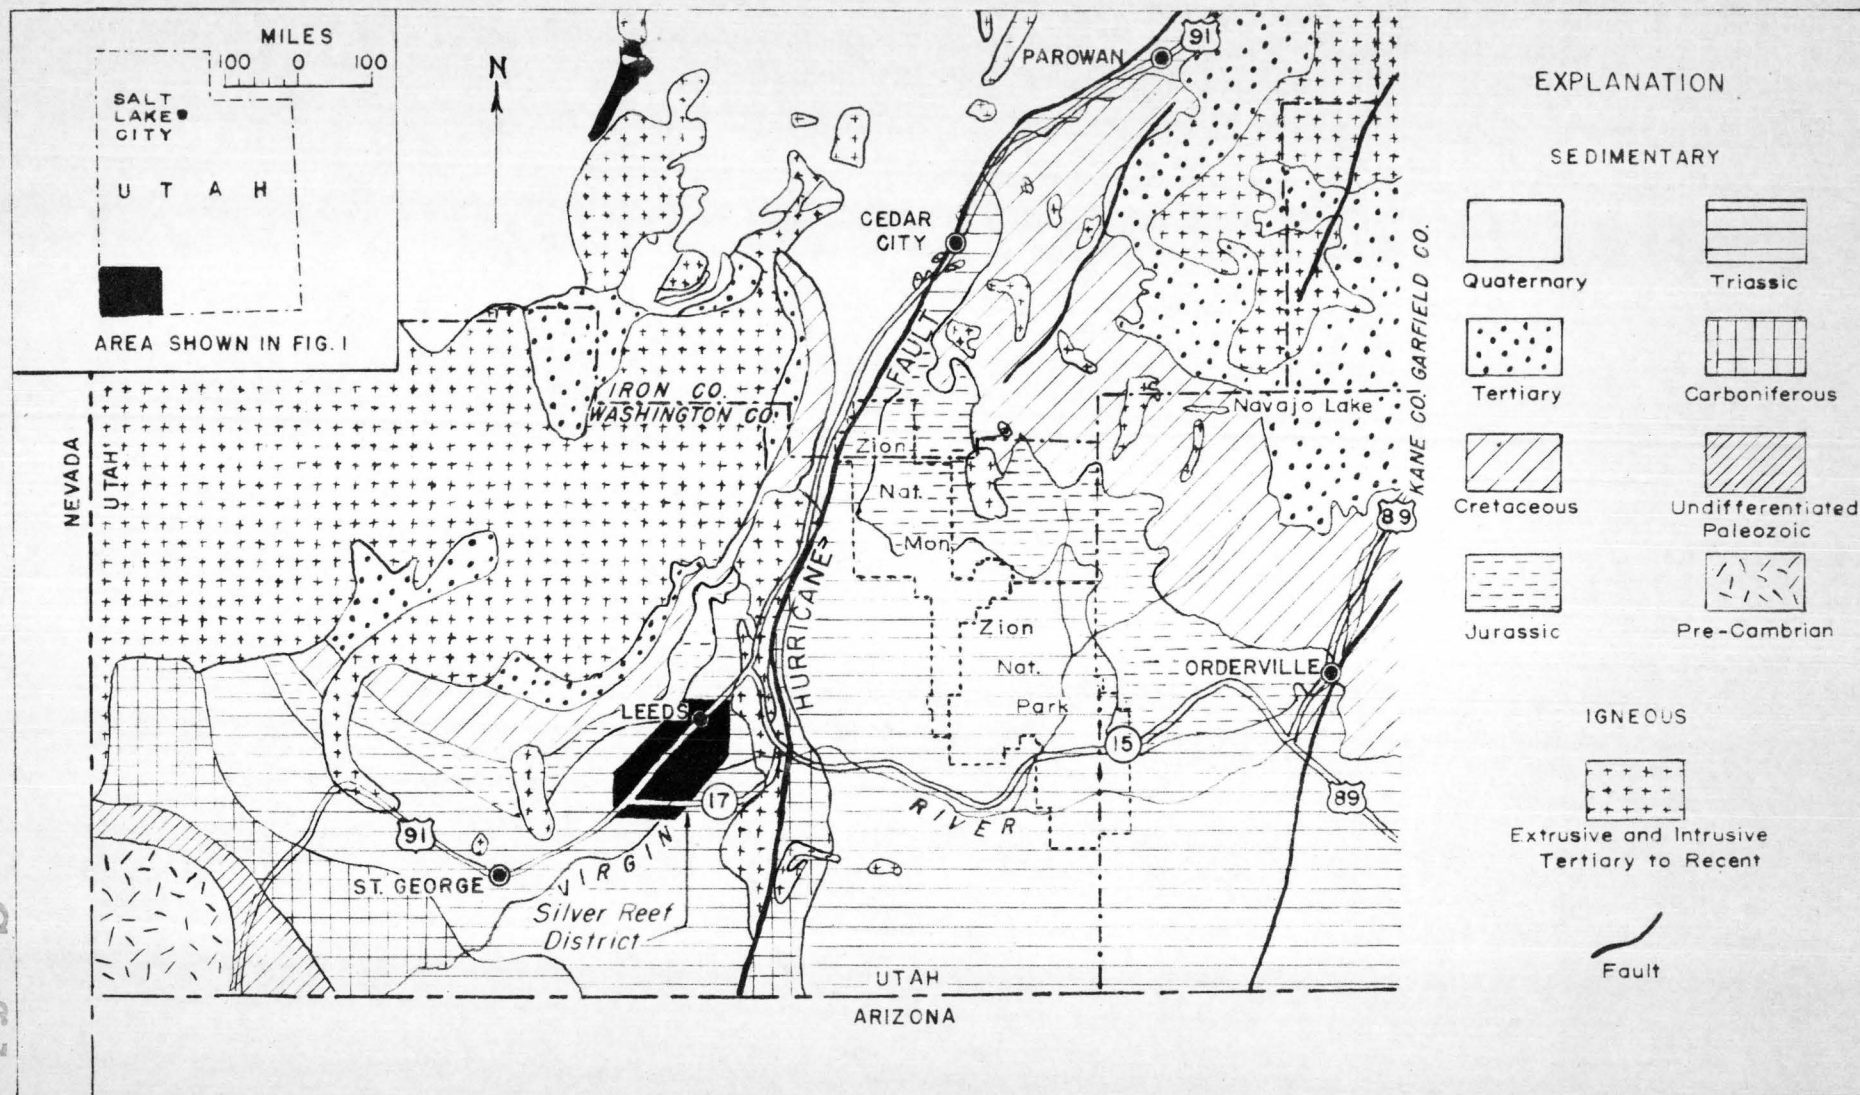 MILES
100 0 100
SALT
LAKE
CITY
UTAH
AREA SHOWN IN FIG. 1
N
PAROWAN
91
CEDAR
CITY
FAULT
HURRICANE
IRON CO.
WASHINGTON CO.
NEVADA
UTAH
Navajo Lake
KANE CO. GARFIELD CO.
Zion
Nat.
Mon.
89
Zion
Nat.
Park
ORDERVILLE
LEEDS
15
17
89
91
VIRGIN RIVER
ST. GEORGE
Silver Reef
District
UTAH
ARIZONA
EXPLANATION
SEDIMENTARY
Quaternary
Triassic
Tertiary
Carboniferous
Cretaceous
Undifferentiated
Paleozoic
Jurassic
Pre-Cambrian
IGNEOUS
Extrusive and Intrusive
Tertiary to Recent
Fault